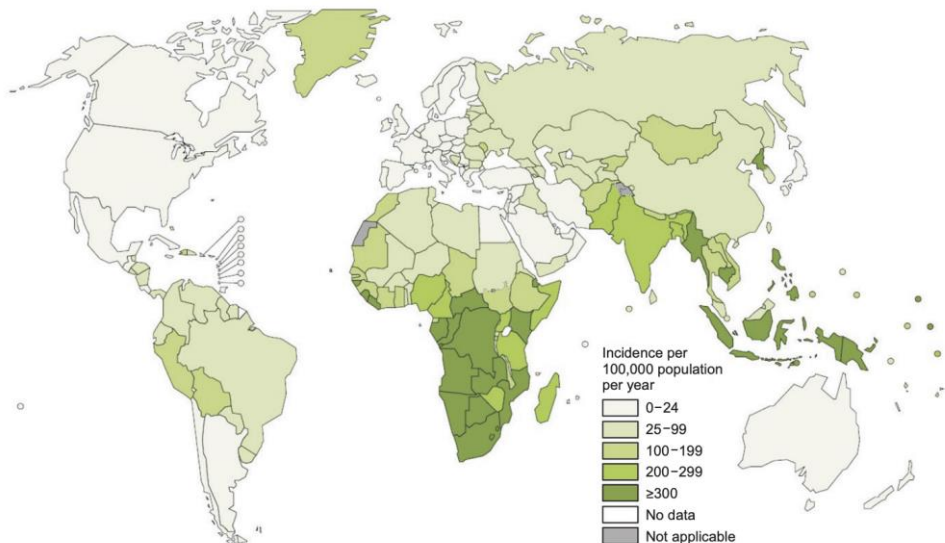 Incidence per
100,000 population
per year
0–24
25–99
100–199
200–299
≥300
No data
Not applicable